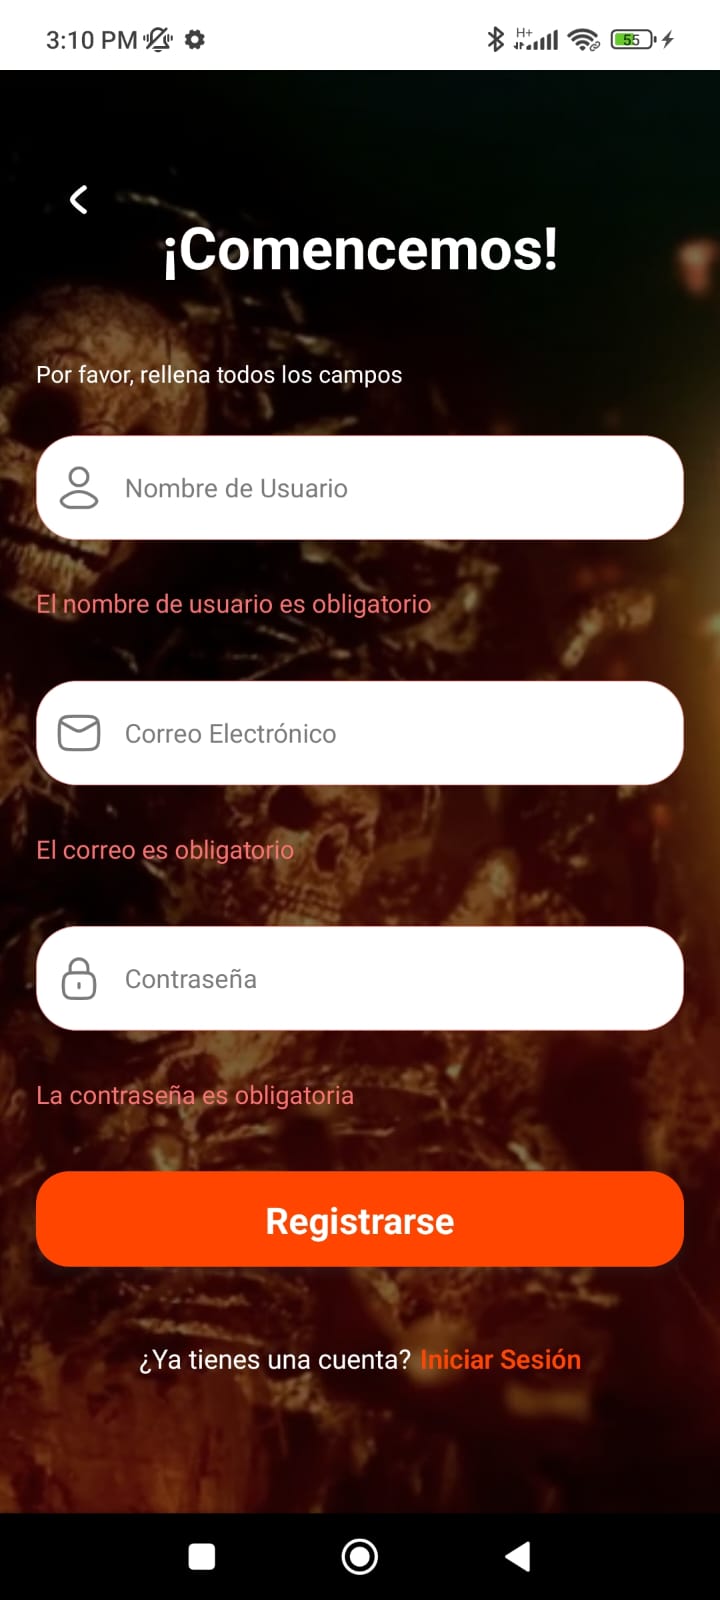 3:10 PM
H+
55
¡Comencemos!
Por favor, rellena todos los campos
Nombre de Usuario
El nombre de usuario es obligatorio
Correo Electrónico
El correo es obligatorio
Contraseña
La contraseña es obligatoria
Registrarse
¿Ya tienes una cuenta? Iniciar Sesión